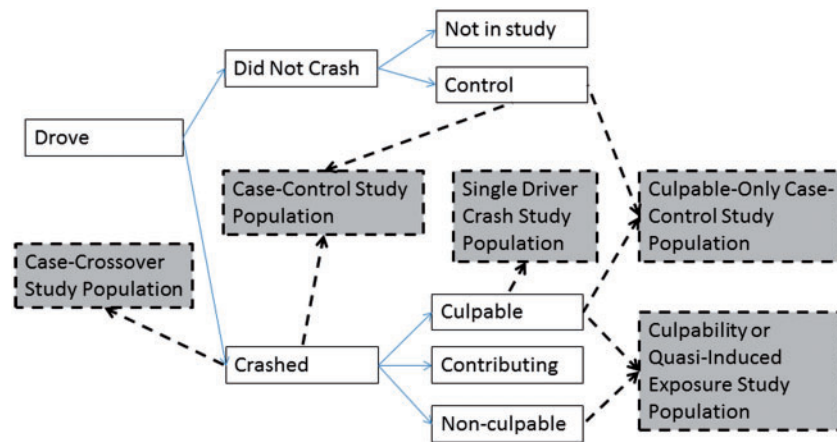 Not in study
Did Not Crash
Control
Drove
Case-Control Study
Population
Single Driver
Crash Study
Population
Culpable-Only Case-
Control Study
Population
Case-Crossover
Study Population
Culpable
Crashed
Contributing
Non-culpable
Culpability or
Quasi-Induced
Exposure Study
Population